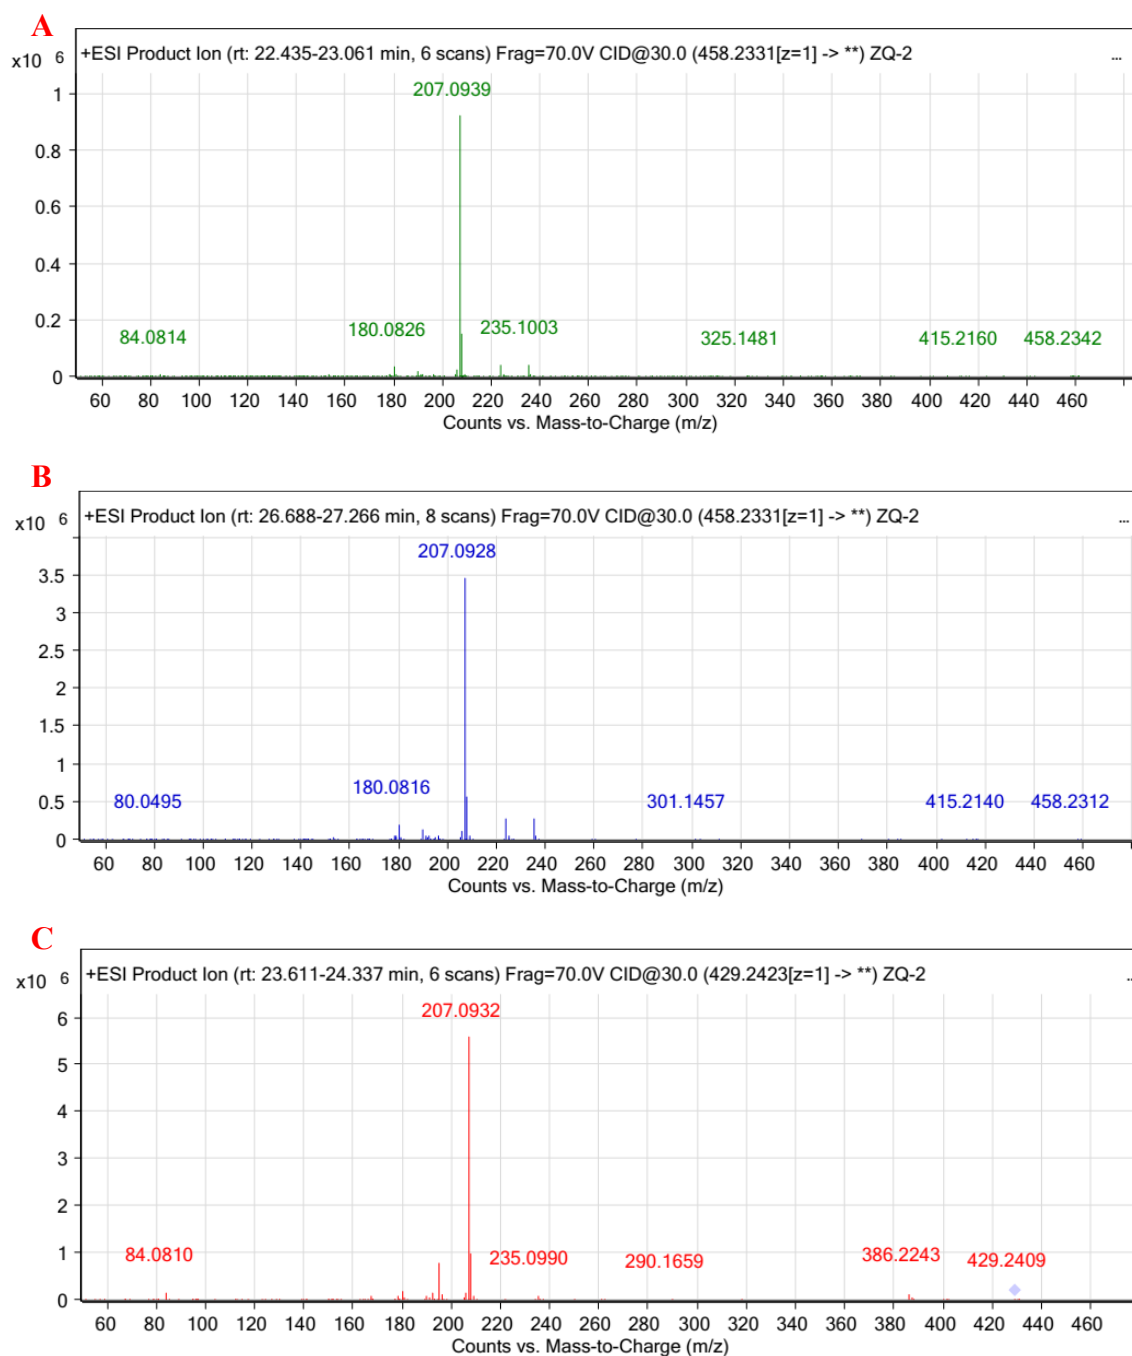 A
x10 6
+ESI Product Ion (rt: 22.435-23.061 min, 6 scans) Frag=70.0V CID@30.0 (458.2331[z=1] -> **) ZQ-2 ...
207.0939
1
0.8
0.6
0.4
0.2
0
84.0814 180.0826 235.1003 325.1481 415.2160 458.2342
60 80 100 120 140 160 180 200 220 240 260 280 300 320 340 360 380 400 420 440 460
Counts vs. Mass-to-Charge (m/z)
B
x10 6
+ESI Product Ion (rt: 26.688-27.266 min, 8 scans) Frag=70.0V CID@30.0 (458.2331[z=1] -> **) ZQ-2 ...
207.0928
3.5
3
2.5
2
1.5
1
0.5
0
80.0495 180.0816 301.1457 415.2140 458.2312
60 80 100 120 140 160 180 200 220 240 260 280 300 320 340 360 380 400 420 440 460
Counts vs. Mass-to-Charge (m/z)
C
x10 6
+ESI Product Ion (rt: 23.611-24.337 min, 6 scans) Frag=70.0V CID@30.0 (429.2423[z=1] -> **) ZQ-2 ..
207.0932
6
5
4
3
2
1
0
84.0810 235.0990 290.1659 386.2243 429.2409
60 80 100 120 140 160 180 200 220 240 260 280 300 320 340 360 380 400 420 440 460
Counts vs. Mass-to-Charge (m/z)